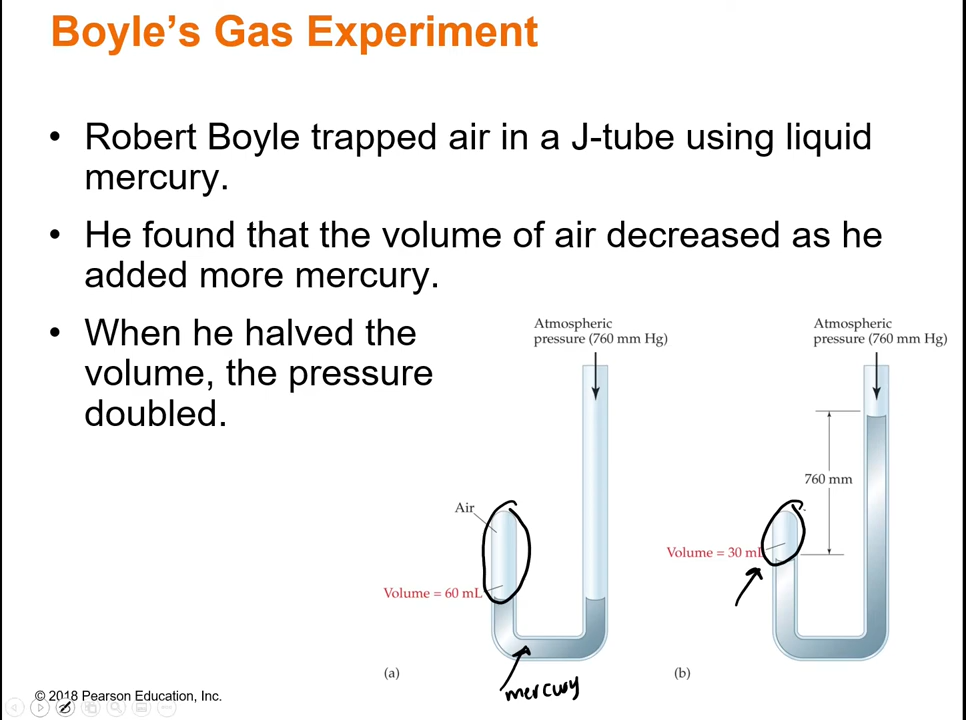 Boyle's Gas Experiment
• Robert Boyle trapped air in a J-tube using liquid
mercury.
• He found that the volume of air decreased as he
added more mercury.
• When he halved the
volume, the pressure
doubled.
Atmospheric
pressure (760 mm Hg)
Air
Volume = 60 mL
mercury
(a)
Atmospheric
pressure (760 mm Hg)
760 mm
Volume = 30 mL
(b)
© 2018 Pearson Education, Inc.